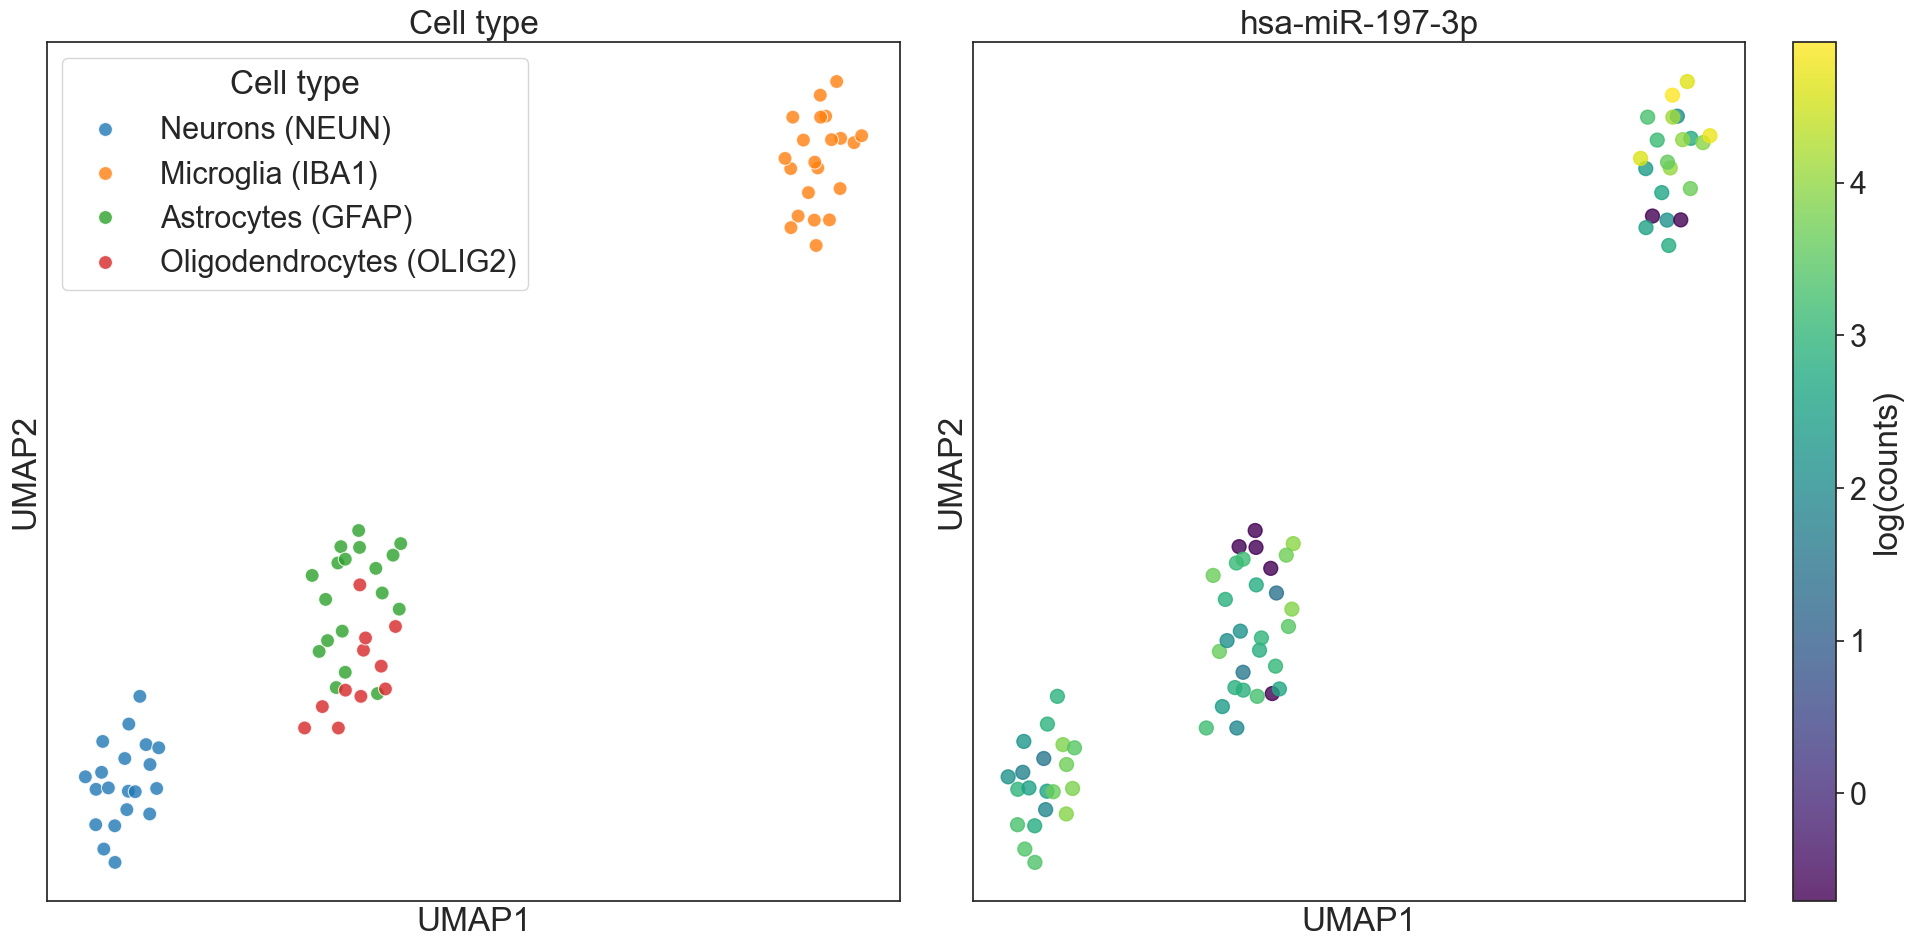 Cell type
Cell type
Neurons (NEUN)
Microglia (IBA1)
Astrocytes (GFAP)
Oligodendrocytes (OLIG2)
UMAP2
UMAP1
hsa-miR-197-3p
UMAP2
UMAP1
4
3
2
1
0
log(counts)